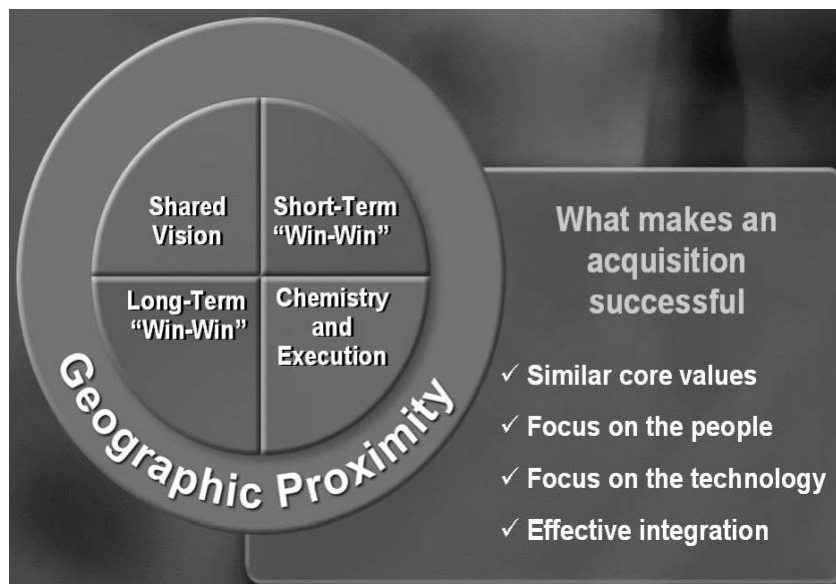 Shared
Vision
Short-Term
“Win-Win”
Long-Term
“Win-Win”
Chemistry
and
Execution
Geographic Proximity
What makes an
acquisition
successful
✓ Similar core values
✓ Focus on the people
✓ Focus on the technology
✓ Effective integration